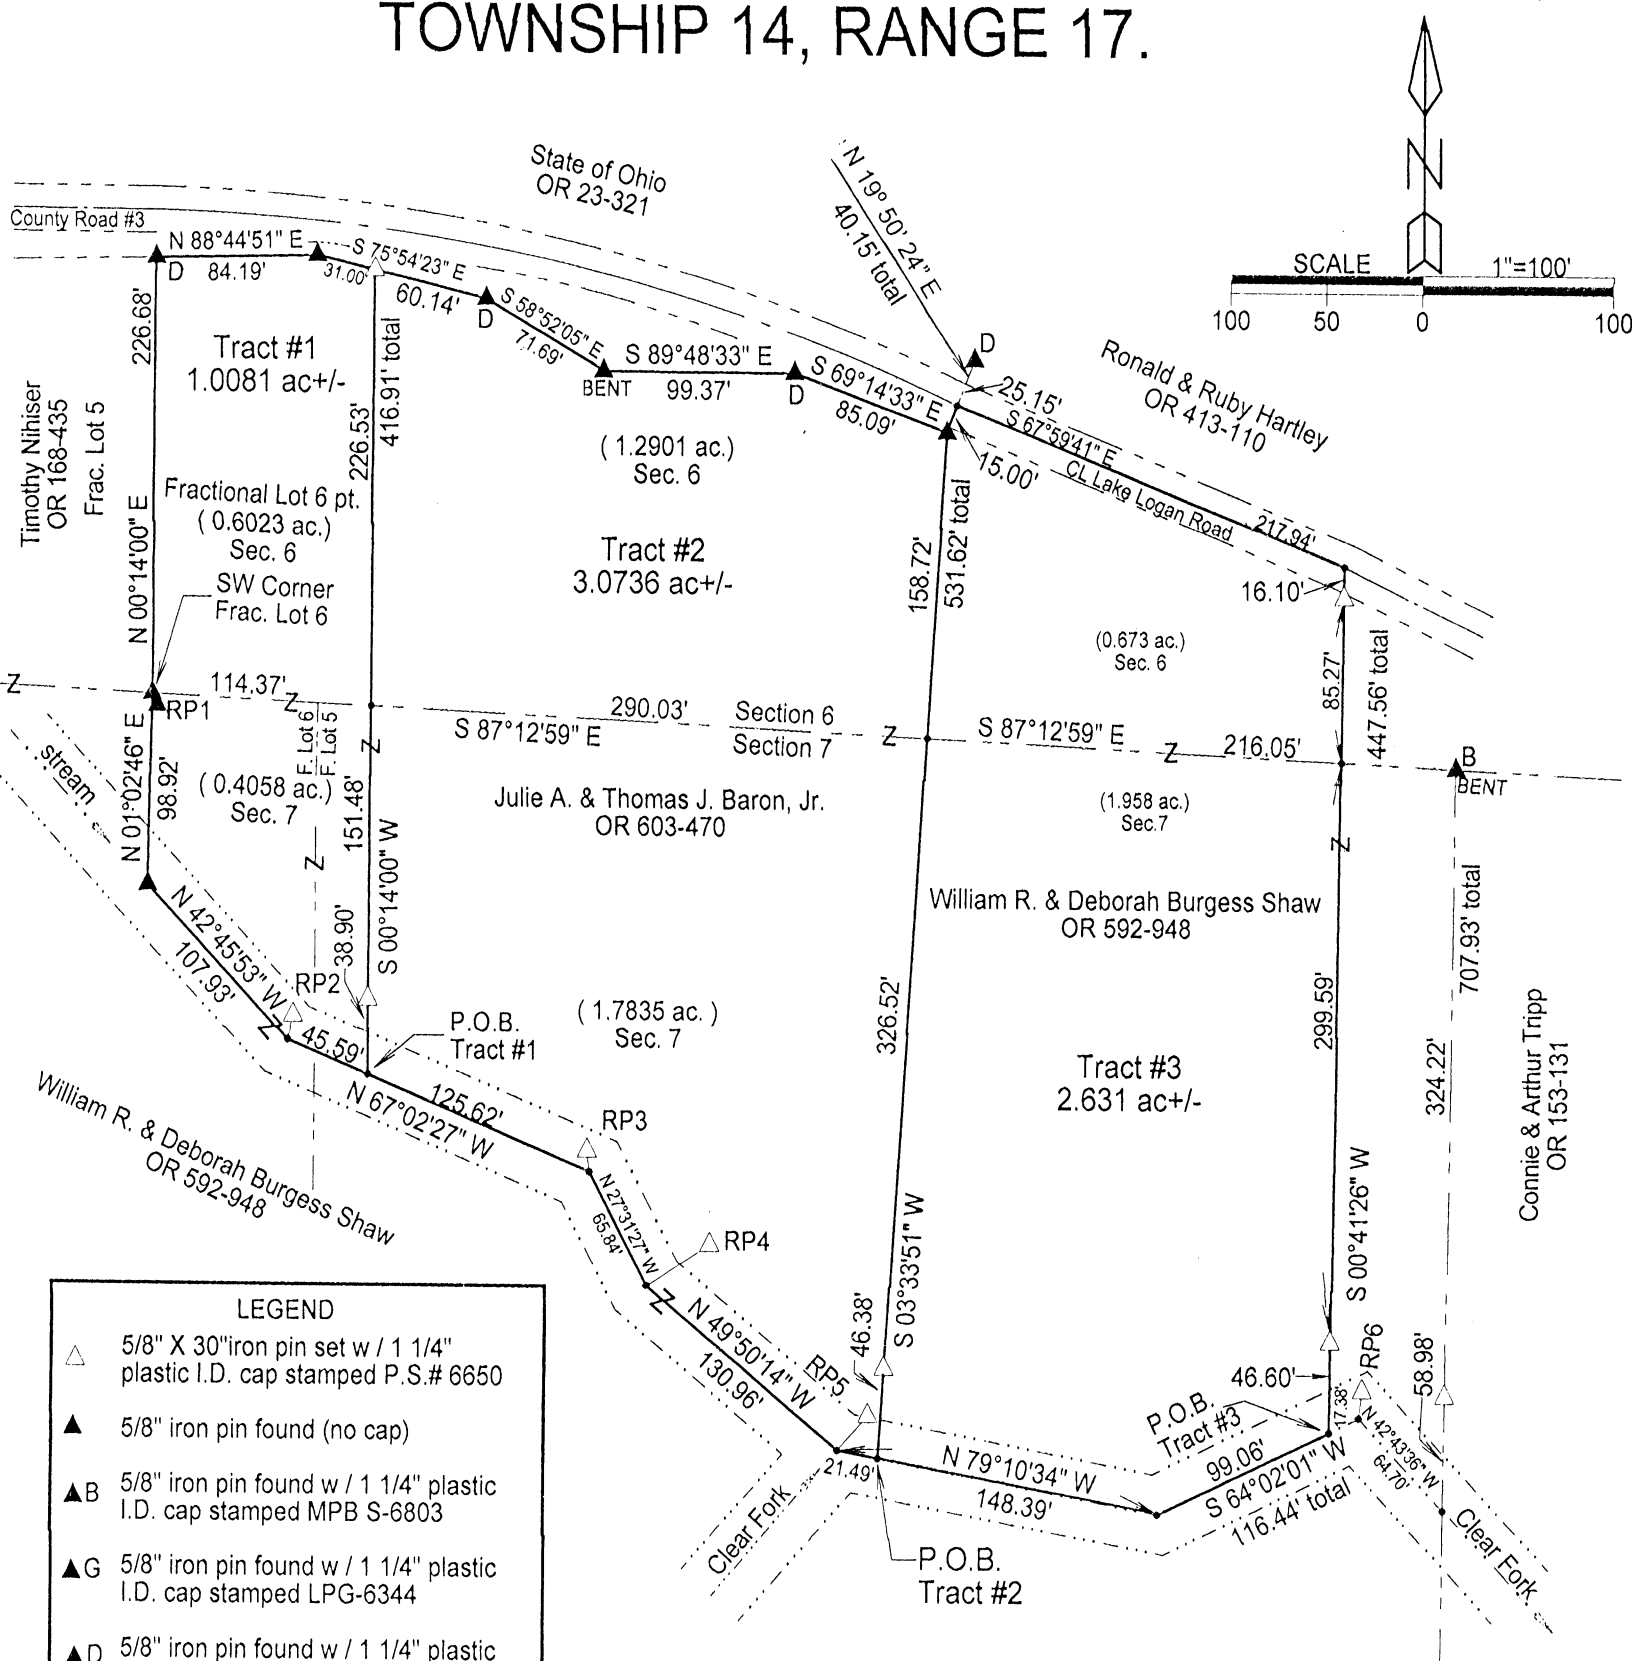 TOWNSHIP 14, RANGE 17.
State of Ohio
OR 23-321
County Road #3
N 88°44'51" E
D
84.19'
S 75°54'23" E
31.00'
60.14'
D
S 58°52'05" E
71.69'
BENT
S 89°48'33" E
99.37'
D
S 69°14'33" E
85.09'
N 19° 50' 24" E
40.15' total
D
25.15'
15.00'
S 67°59'41" E
CL Lake Logan Road
217.94'
16.10'
Ronald & Ruby Hartley
OR 413-110
N
SCALE
1"=100'
100
50
0
100
Timothy Nihiser
OR 168-435
Frac. Lot 5
226.68'
N 00°14'00" E
Tract #1
1.0081 ac+/-
Fractional Lot 6 pt.
( 0.6023 ac.)
Sec. 6
SW Corner
Frac. Lot 6
226.53'
416.91' total
( 1.2901 ac.)
Sec. 6
Tract #2
3.0736 ac+/-
158.72'
531.62' total
(0.673 ac.)
Sec. 6
85.27'
447.56' total
Z
114.37'
Z
RP1
290.03'
S 87°12'59" E
Section 6
Section 7
Z
S 87°12'59" E
Z
216.05'
B
BENT
stream
N 01°02'46" E
98.92'
( 0.4058 ac.)
Sec. 7
F. Lot 6
F. Lot 5
Z
Z
151.48'
S 00°14'00" W
38.90'
Julie A. & Thomas J. Baron, Jr.
OR 603-470
(1.958 ac.)
Sec.7
Z
William R. & Deborah Burgess Shaw
OR 592-948
707.93' total
N 42°45'53" W
107.93'
RP2
Z
45.59'
P.O.B.
Tract #1
( 1.7835 ac. )
Sec. 7
326.52'
299.59'
Tract #3
2.631 ac+/-
324.22'
Connie & Arthur Tripp
OR 153-131
125.62'
N 67°02'27" W
RP3
N 27°31'27" W
65.84'
RP4
Z
William R. & Deborah Burgess Shaw
OR 592-948
S 03°33'51" W
S 00°41'26" W
N 49°50'14" W
130.96'
46.38'
RP5
46.60'
RP6
58.98'
P.O.B.
Tract #3
17.38'
N 42°43'36" W
64.70'
21.49'
N 79°10'34" W
148.39'
99.06'
S 64°02'01" W
116.44' total
Clear Fork
Clear Fork
P.O.B.
Tract #2
LEGEND
5/8" X 30"iron pin set w / 1 1/4"
plastic I.D. cap stamped P.S.# 6650
5/8" iron pin found (no cap)
B 5/8" iron pin found w / 1 1/4" plastic
I.D. cap stamped MPB S-6803
G 5/8" iron pin found w / 1 1/4" plastic
I.D. cap stamped LPG-6344
D 5/8" iron pin found w / 1 1/4" plastic